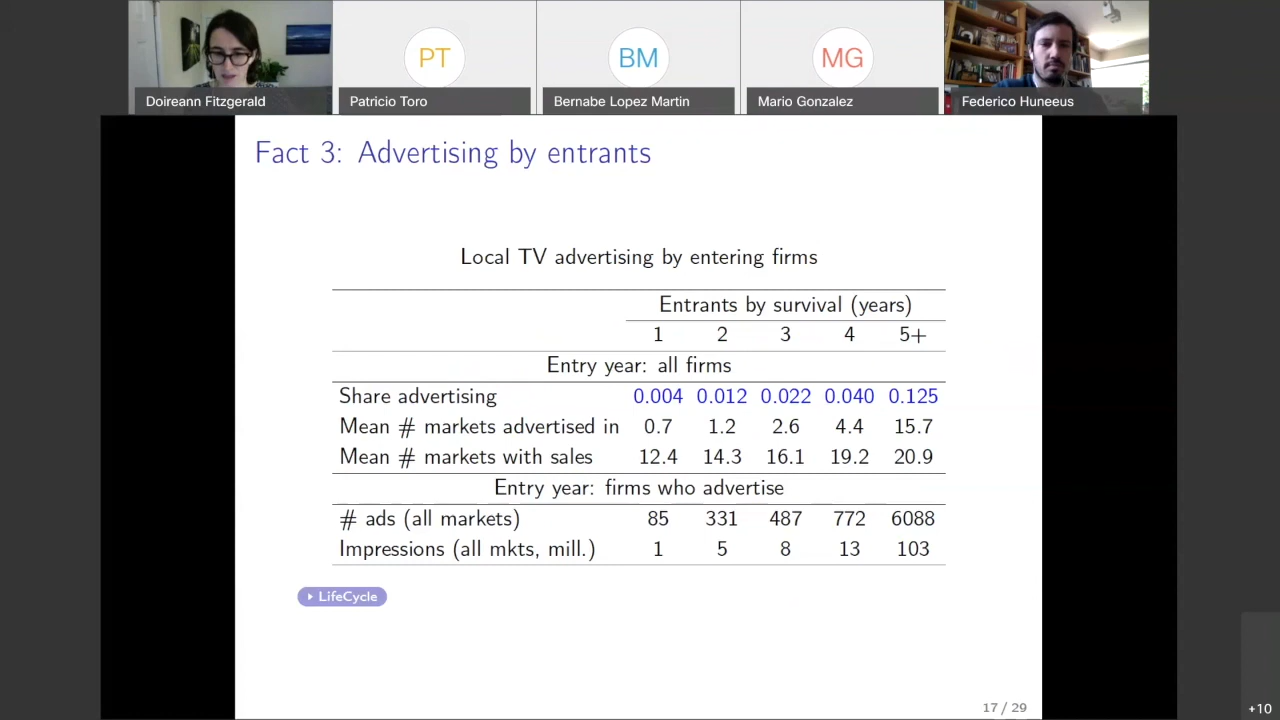 PT BM MG
Doireann Fitzgerald Patricio Toro Bernabe Lopez Martin Mario Gonzalez Federico Huneeus
Fact 3: Advertising by entrants
Local TV advertising by entering firms
Entrants by survival (years)
1 2 3 4 5+
Entry year: all firms
Share advertising 0.004 0.012 0.022 0.040 0.125
Mean # markets advertised in 0.7 1.2 2.6 4.4 15.7
Mean # markets with sales 12.4 14.3 16.1 19.2 20.9
Entry year: firms who advertise
# ads (all markets) 85 331 487 772 6088
Impressions (all mkts, mill.) 1 5 8 13 103
LifeCycle
17 / 29
+10